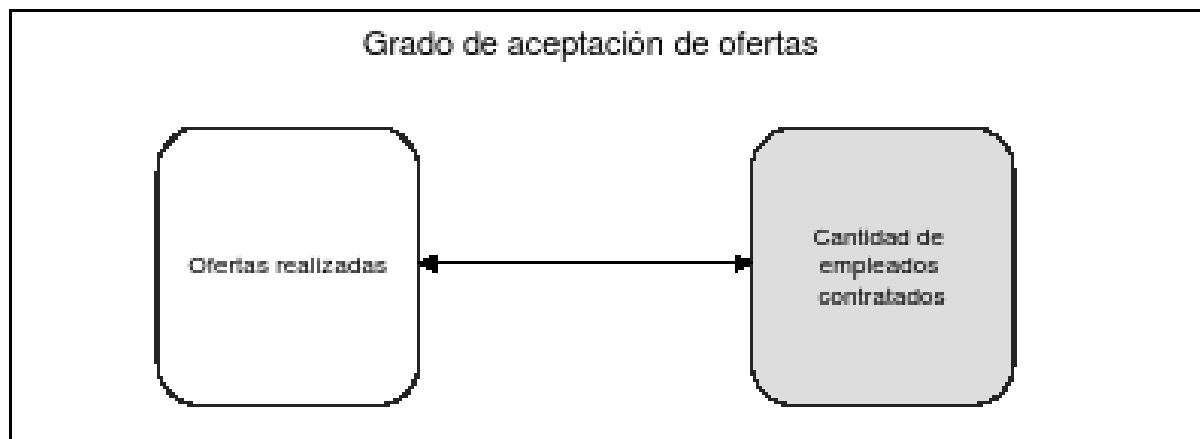 Grado de aceptación de ofertas
Ofertas realizadas
Cantidad de
empleados
contratados